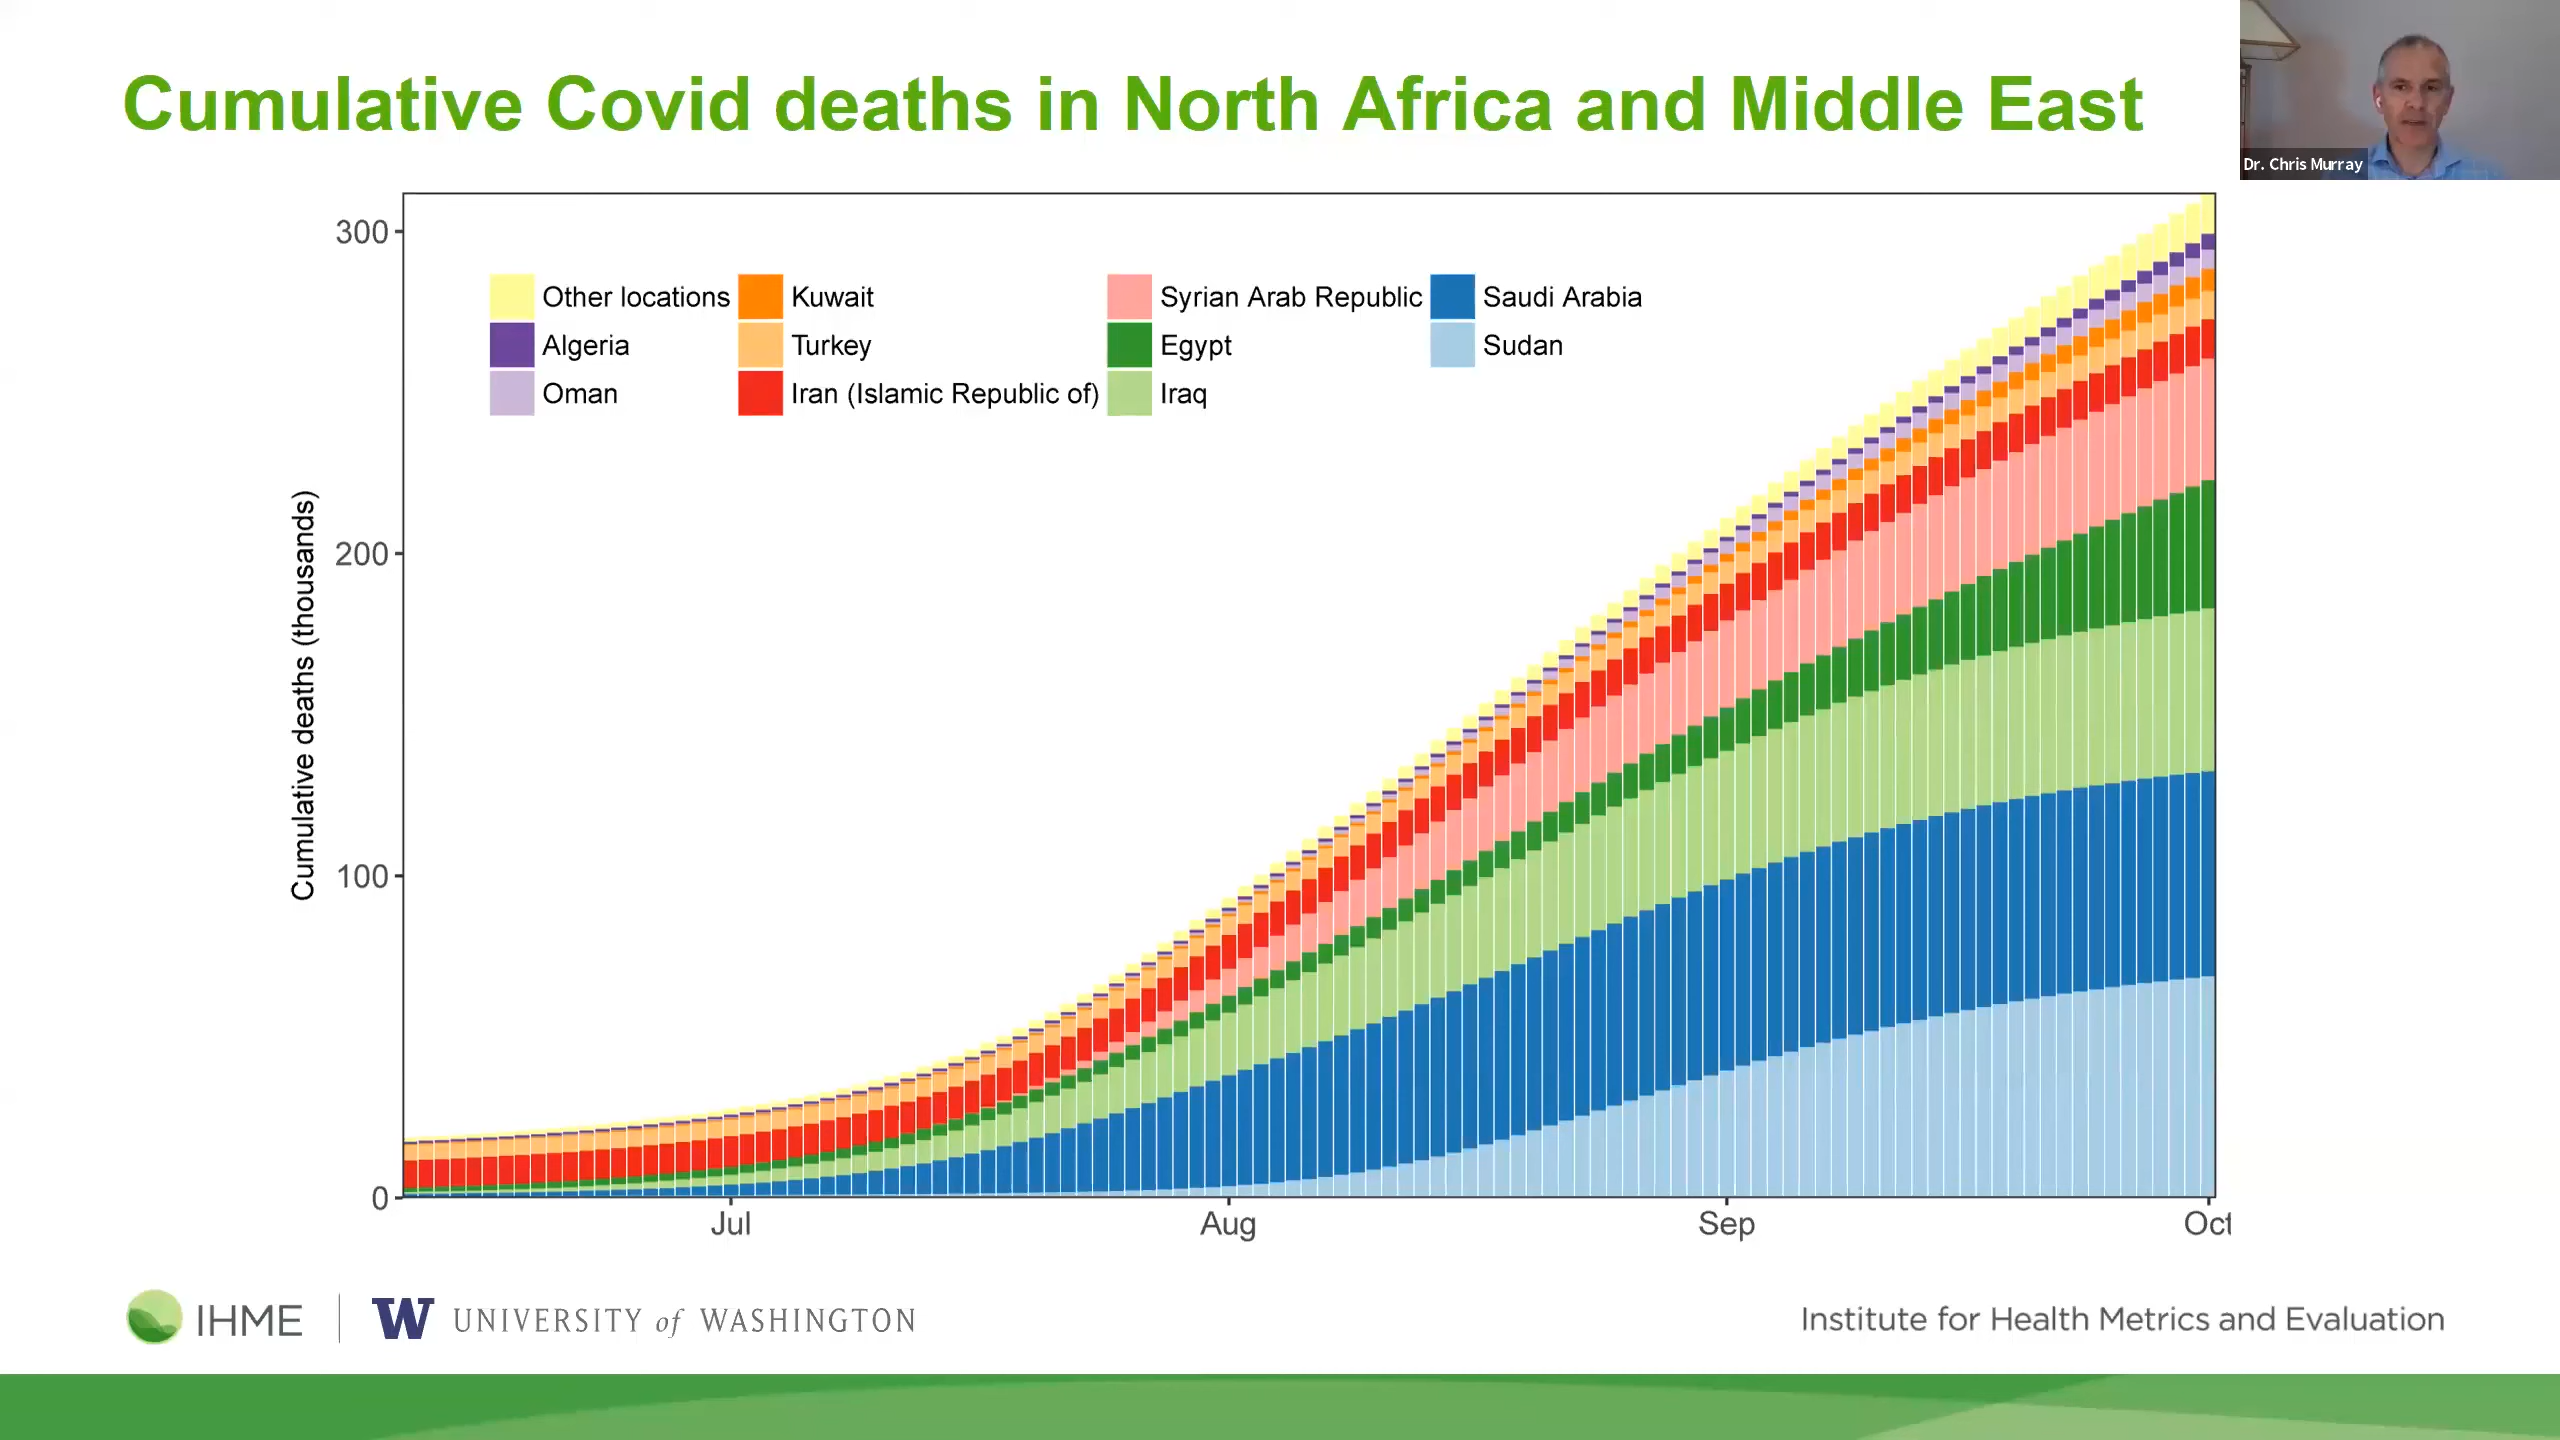 Cumulative Covid deaths in North Africa and Middle East
Dr. Chris Murray
300
200
100
0
Cumulative deaths (thousands)
Other locations
Algeria
Oman
Kuwait
Turkey
Iran (Islamic Republic of)
Syrian Arab Republic
Egypt
Iraq
Saudi Arabia
Sudan
Jul
Aug
Sep
Oct
IHME
W UNIVERSITY of WASHINGTON
Institute for Health Metrics and Evaluation